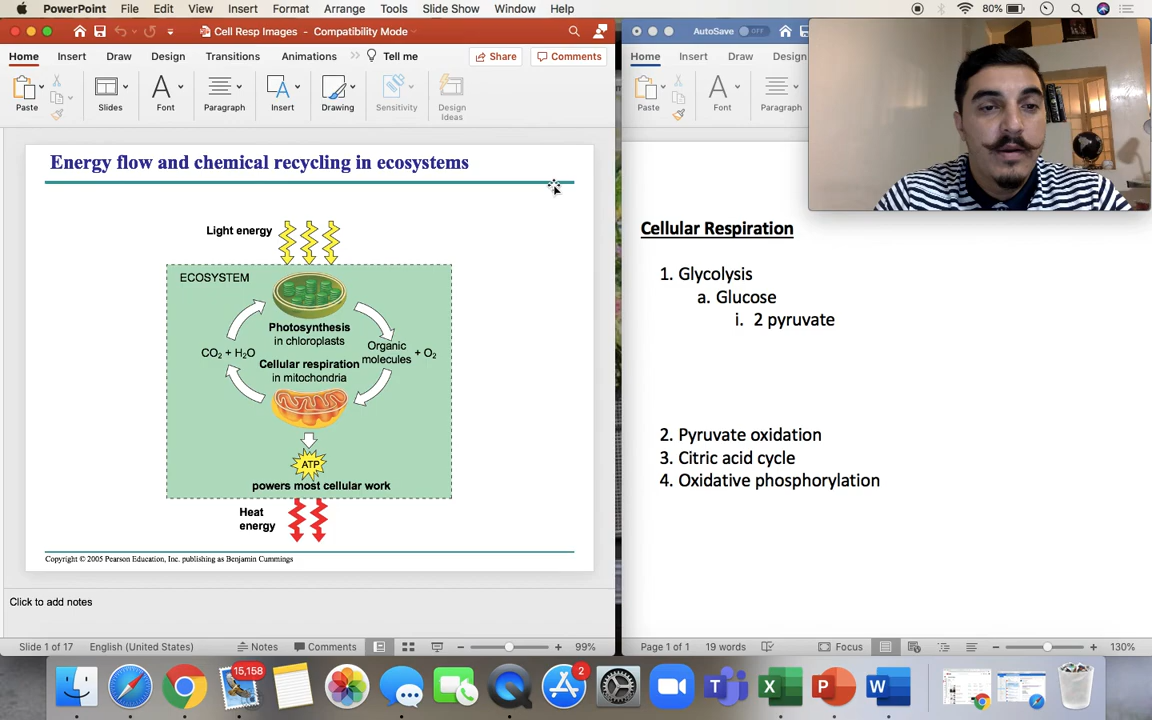 PowerPoint File Edit View Insert Format Arrange Tools Slide Show Window Help 80%
Cell Resp Images - Compatibility Mode
AutoSave OFF
Home Insert Draw Design Transitions Animations Tell me Share Comments
Home Insert Draw Design
Paste Slides Font Paragraph Insert Drawing Sensitivity Design Ideas
Paste Font Paragraph
Energy flow and chemical recycling in ecosystems
Light energy
ECOSYSTEM
Photosynthesis
in chloroplasts
CO₂ + H₂O
Organic
molecules + O₂
Cellular respiration
in mitochondria
ATP
powers most cellular work
Heat
energy
Copyright © 2005 Pearson Education, Inc. publishing as Benjamin Cummings
Click to add notes
Slide 1 of 17 English (United States) Notes Comments 99%
Cellular Respiration
1. Glycolysis
a. Glucose
i. 2 pyruvate
2. Pyruvate oxidation
3. Citric acid cycle
4. Oxidative phosphorylation
Page 1 of 1 19 words Focus 130%
15,158
2